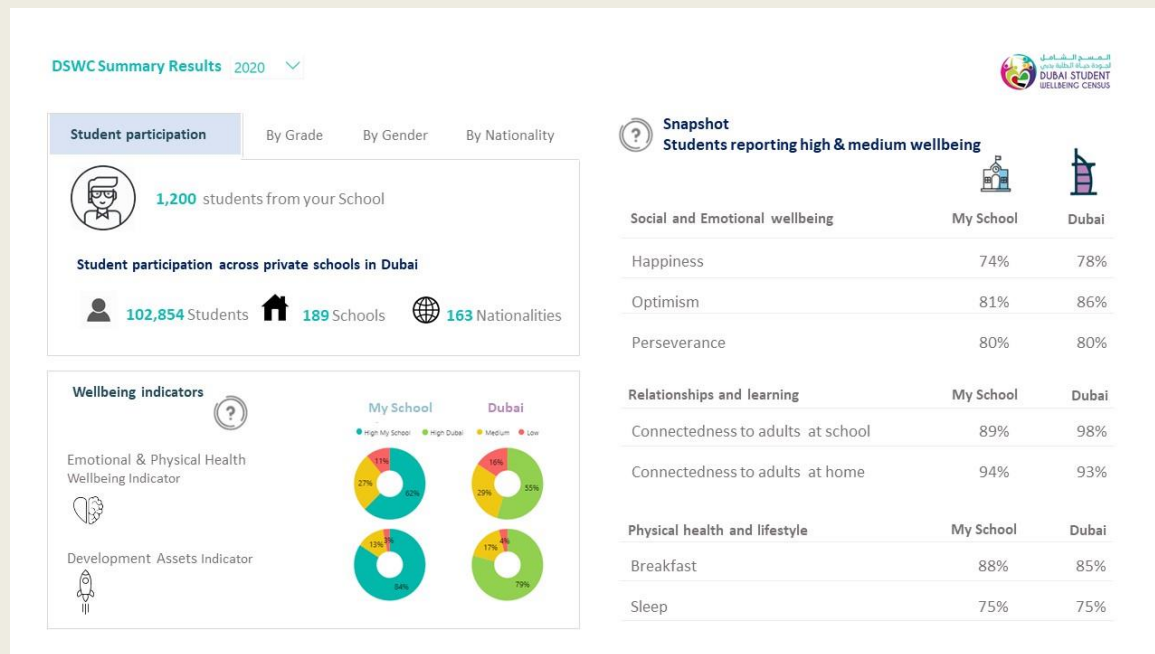 DSWC Summary Results 2020
المسح الشامل
لجودة حياة الطلبة بدبي
DUBAI STUDENT
WELLBEING CENSUS
Student participation By Grade By Gender By Nationality
1,200 students from your School
Student participation across private schools in Dubai
102,854 Students 189 Schools 163 Nationalities
Wellbeing indicators
?
My School Dubai
High My School High Dubai Medium Low
Emotional & Physical Health
Wellbeing Indicator
11% 27% 62%
16% 29% 55%
Development Assets Indicator
3% 13% 84%
4% 17% 79%
?
Snapshot
Students reporting high & medium wellbeing
Social and Emotional wellbeing My School Dubai
Happiness 74% 78%
Optimism 81% 86%
Perseverance 80% 80%
Relationships and learning My School Dubai
Connectedness to adults at school 89% 98%
Connectedness to adults at home 94% 93%
Physical health and lifestyle My School Dubai
Breakfast 88% 85%
Sleep 75% 75%